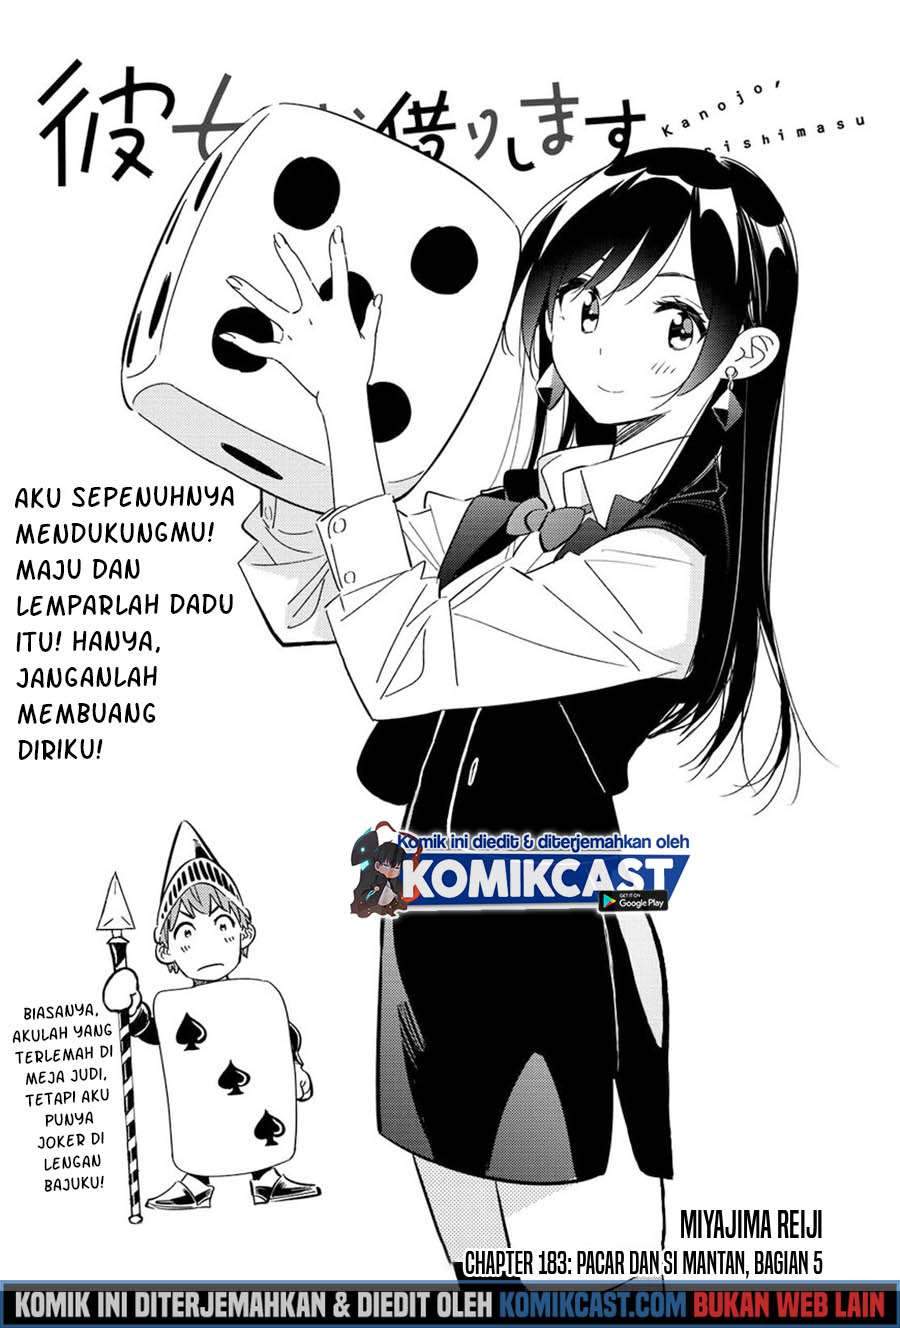 彼女お借りします
Kanojo,
ishimasu
AKU SEPENUHNYA
MENDUKUNGMU!
MAJU DAN
LEMPARLAH DADU
ITU! HANYA,
JANGANLAH
MEMBUANG
DIRIKU!
Komik ini diedit & diterjemahkan oleh
KOMIKCAST
GET IT ON
Google Play
BIASANYA,
AKULAH YANG
TERLEMAH DI
MEJA JUDI,
TETAPI AKU
PUNYA
JOKER DI
LENGAN
BAJUKU!
MIYAJIMA REIJI
CHAPTER 183: PACAR DAN SI MANTAN, BAGIAN 5
KOMIK INI DITERJEMAHKAN & DIEDIT OLEH KOMIKCAST.COM BUKAN WEB LAIN